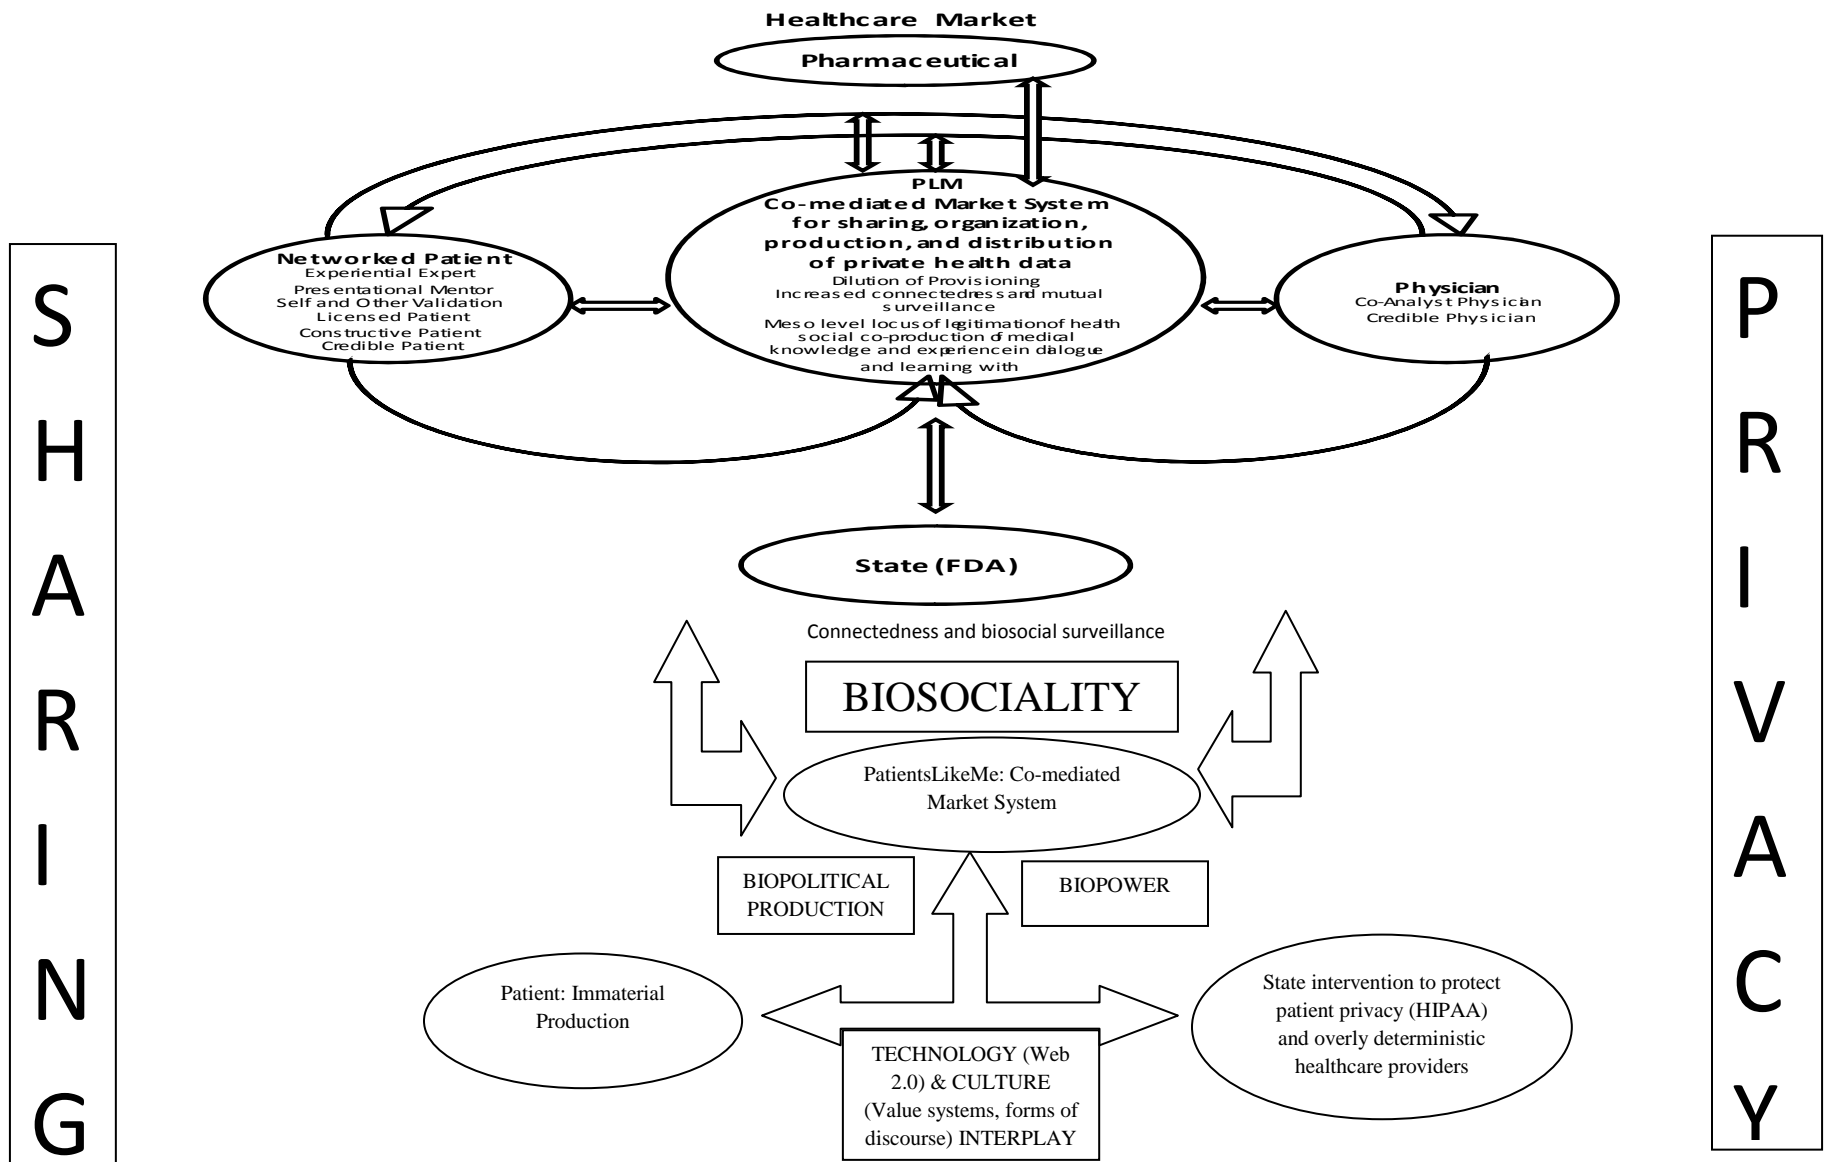 Healthcare Market
Pharmaceutical
PLM
Co-mediated Market System
for sharing, organization,
production, and distribution
of private health data
Dilution of Provisioning
Increased connectedness and mutual
surveillance
Meso level locus of legitimation of health
social co-production of medical
knowledge and experience in dialogue
and learning with
Networked Patient
Experiential Expert
Presentational Mentor
Self and Other Validation
Licensed Patient
Constructive Patient
Credible Patient
Physician
Co-Analyst Physician
Credible Physician
State (FDA)
Connectedness and biosocial surveillance
BIOSOCIALITY
PatientsLikeMe: Co-mediated
Market System
BIOPOLITICAL
PRODUCTION
BIOPOWER
Patient: Immaterial
Production
State intervention to protect
patient privacy (HIPAA)
and overly deterministic
healthcare providers
TECHNOLOGY (Web
2.0) & CULTURE
(Value systems, forms of
discourse) INTERPLAY
S
H
A
R
I
N
G
P
R
I
V
A
C
Y